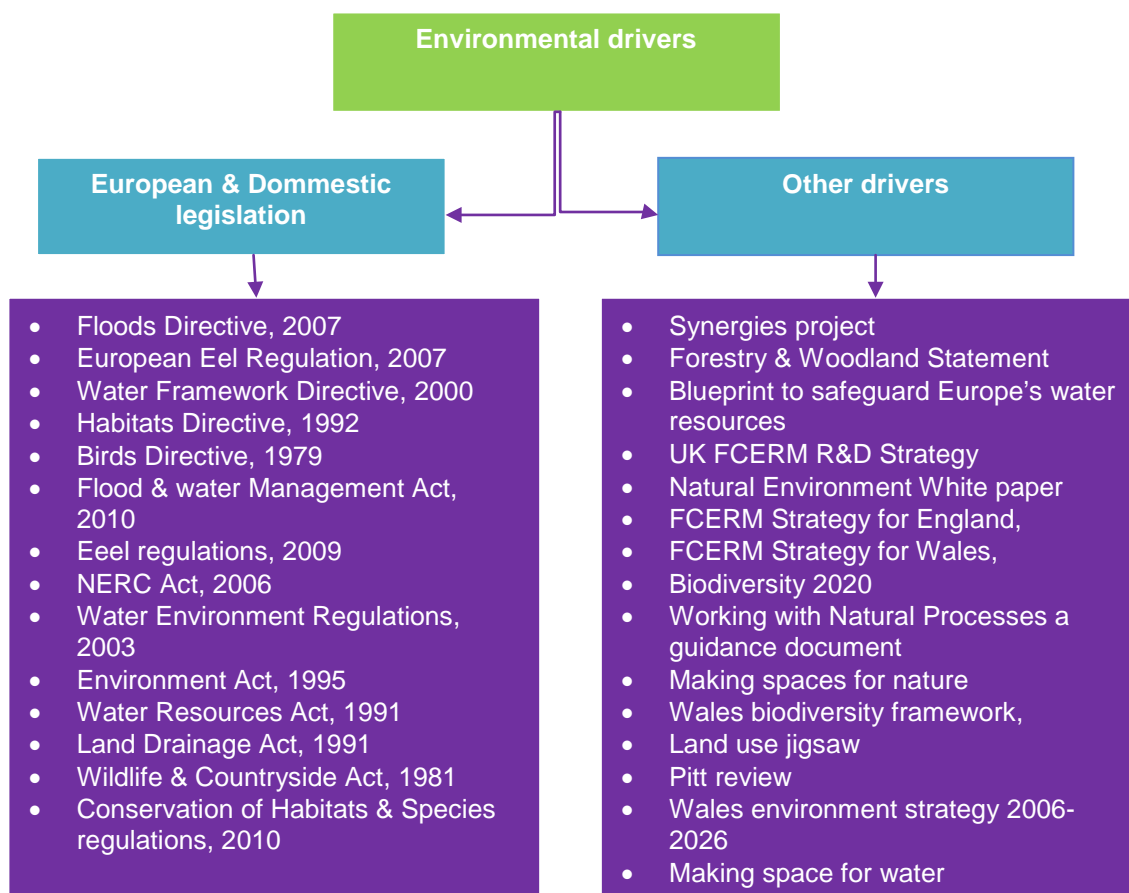 Environmental drivers
European & Dommestic
legislation
Other drivers
• Floods Directive, 2007
• European Eel Regulation, 2007
• Water Framework Directive, 2000
• Habitats Directive, 1992
• Birds Directive, 1979
• Flood & water Management Act,
2010
• Eeel regulations, 2009
• NERC Act, 2006
• Water Environment Regulations,
2003
• Environment Act, 1995
• Water Resources Act, 1991
• Land Drainage Act, 1991
• Wildlife & Countryside Act, 1981
• Conservation of Habitats & Species
regulations, 2010
• Synergies project
• Forestry & Woodland Statement
• Blueprint to safeguard Europe’s water
resources
• UK FCERM R&D Strategy
• Natural Environment White paper
• FCERM Strategy for England,
• FCERM Strategy for Wales,
• Biodiversity 2020
• Working with Natural Processes a
guidance document
• Making spaces for nature
• Wales biodiversity framework,
• Land use jigsaw
• Pitt review
• Wales environment strategy 2006-
2026
• Making space for water